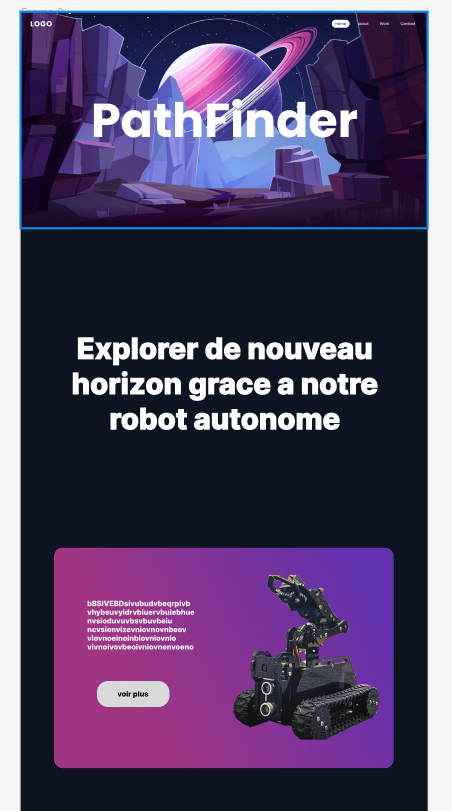 LOGO
Home About Work Contact
PathFinder
Explorer de nouveau
horizon grace a notre
robot autonome
bBSIVEBDsivubudvbeqrpivb
vhybsuvyidrvbiuervbuiebhue
nvsioduvuvbsvbuvbeiu
ncvsionvizevniovnovnbeov
viovnoeinoinbiovniovnio
vivnoivovbeoivniovnenvoeno
voir plus